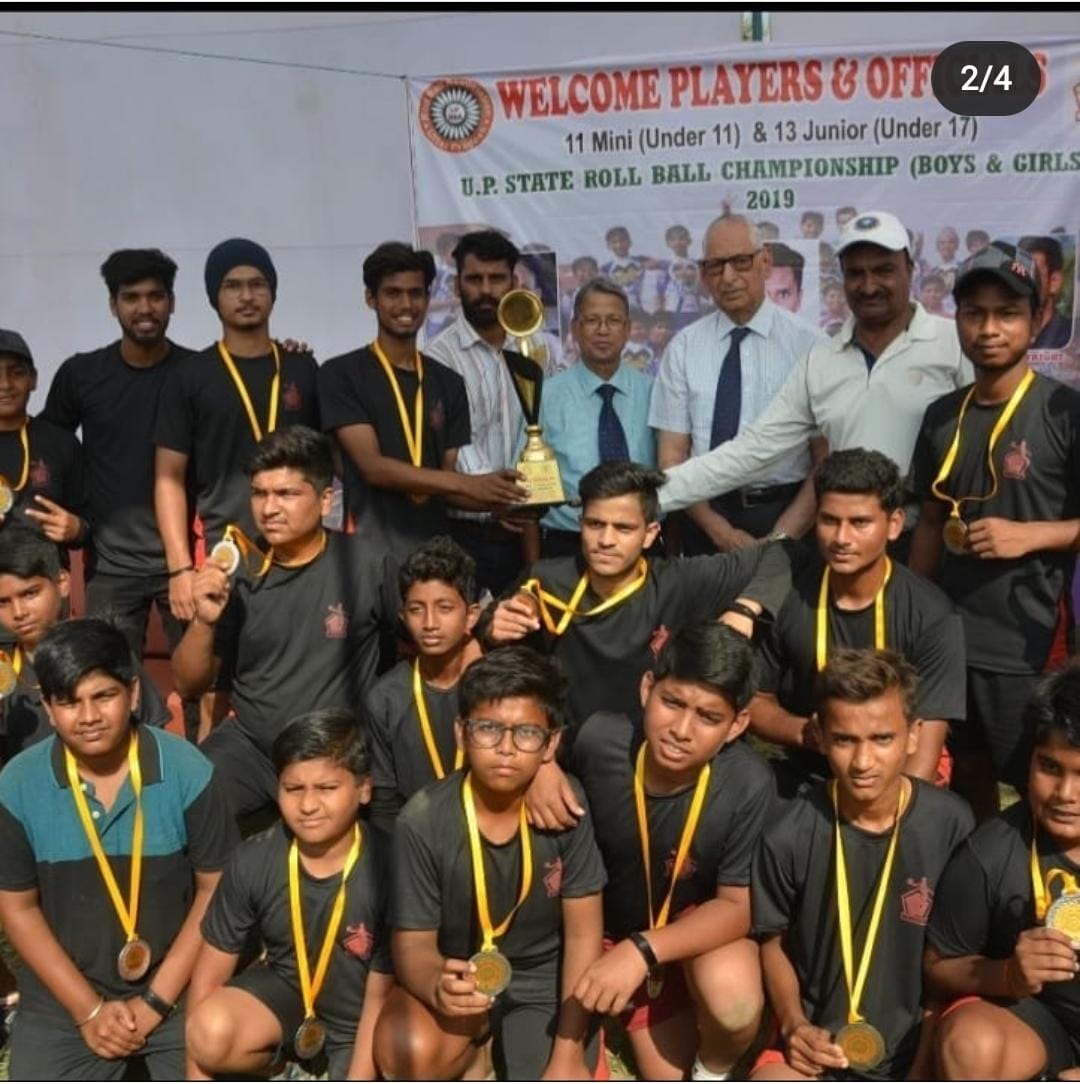 WELCOME PLAYERS & OFF
2/4
11 Mini (Under 11) & 13 Junior (Under 17)
U.P. STATE ROLL BALL CHAMPIONSHIP (BOYS & GIRLS
2019